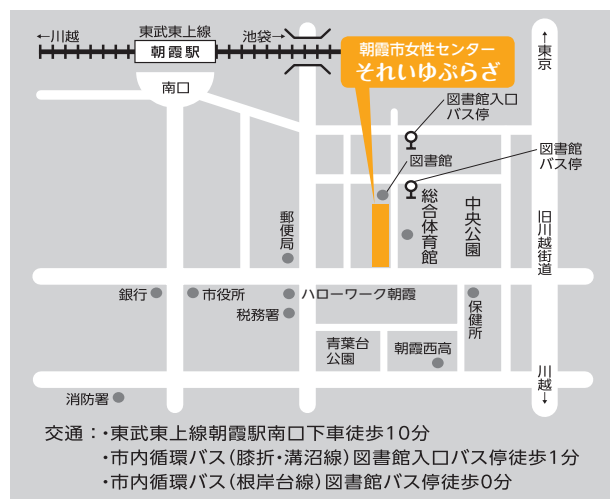 東武東上線
←川越
朝霞駅
池袋→
南口
朝霞市女性センター
それいゆぷらざ
↑東京
図書館入口
バス停
図書館
バス停
図書館
総合体育館
中央公園
旧川越街道
郵便局
銀行
市役所
ハローワーク朝霞
税務署
保健所
青葉台
公園
朝霞西高
川越↓
消防署
交通：・東武東上線朝霞駅南口下車徒歩10分
・市内循環バス（膝折・溝沼線）図書館入口バス停徒歩1分
・市内循環バス（根岸台線）図書館バス停徒歩0分